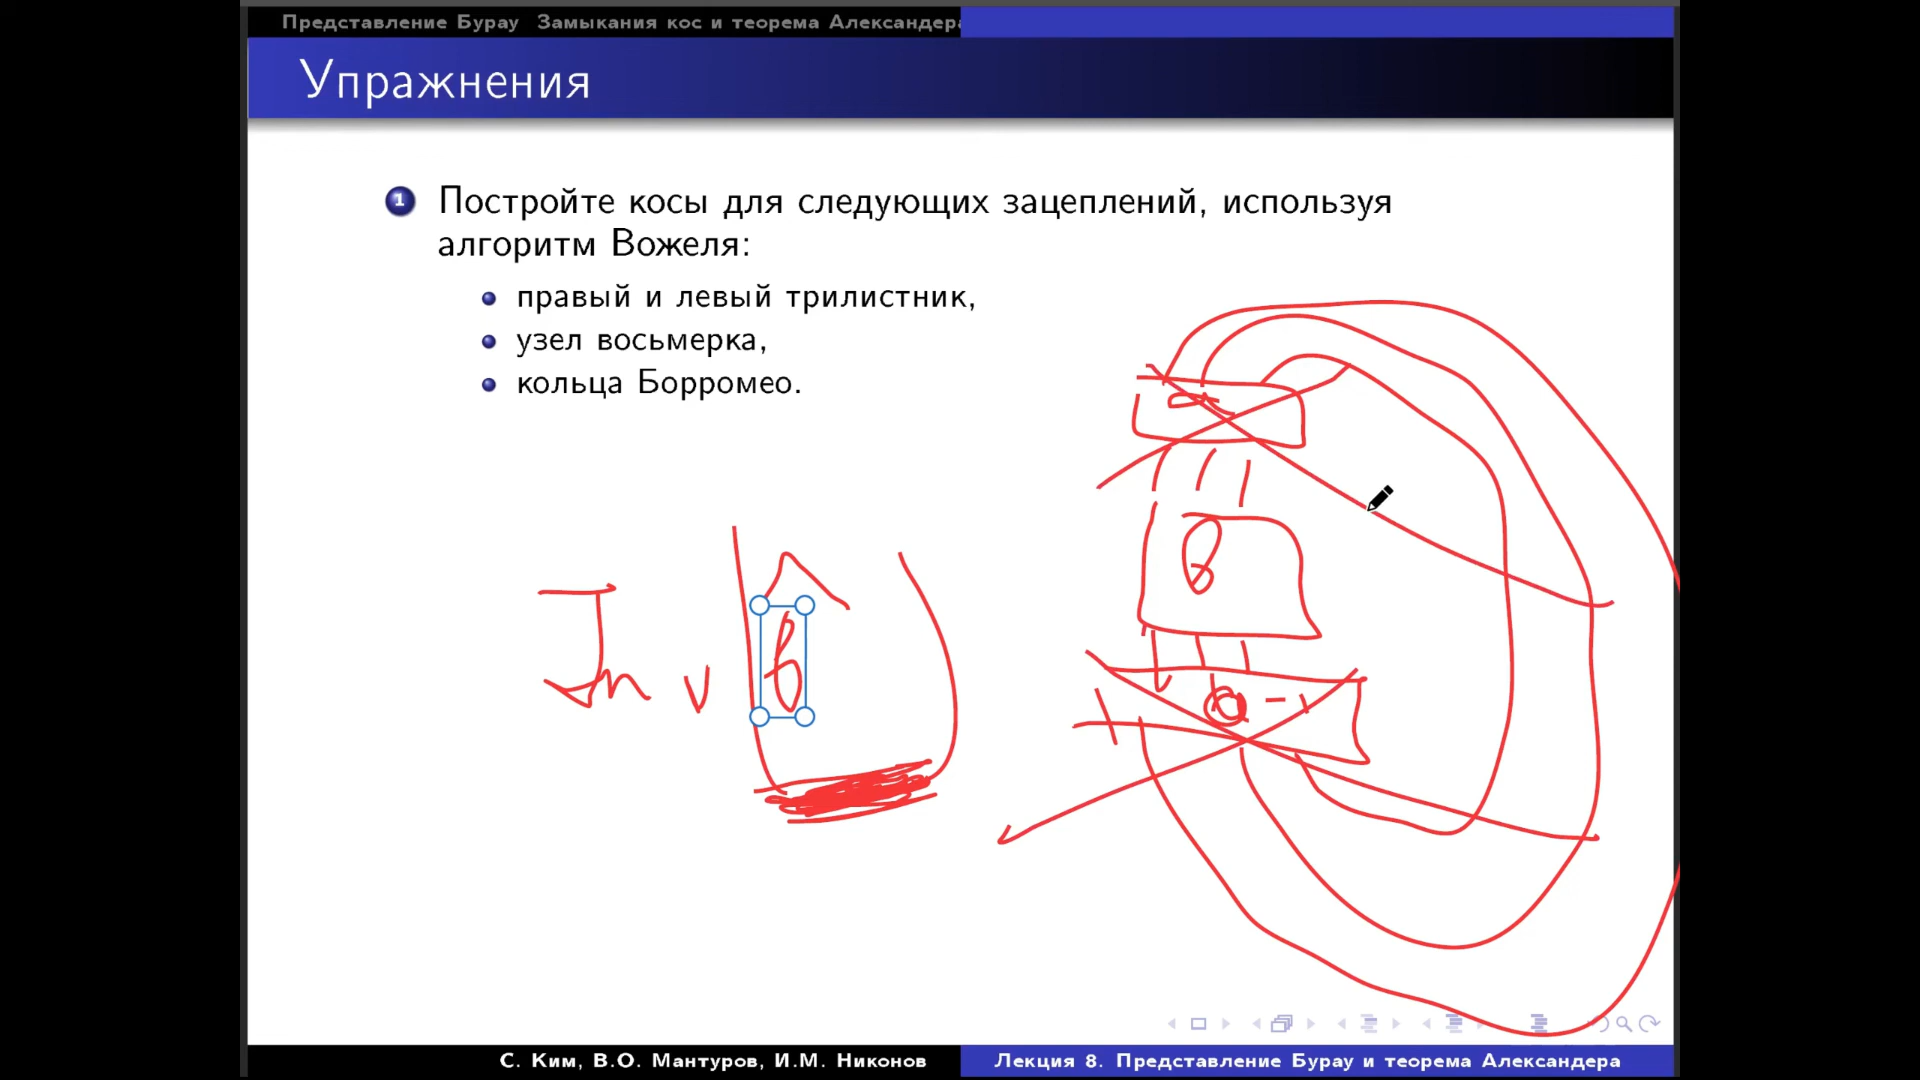 Представление Бурау Замыкания кос и теорема Александера
Упражнения
1 Постройте косы для следующих зацеплений, используя
алгоритм Вожеля:
правый и левый трилистник,
узел восьмерка,
кольца Борромео.
С. Ким, В.О. Мантуров, И.М. Никонов
Лекция 8. Представление Бурау и теорема Александера